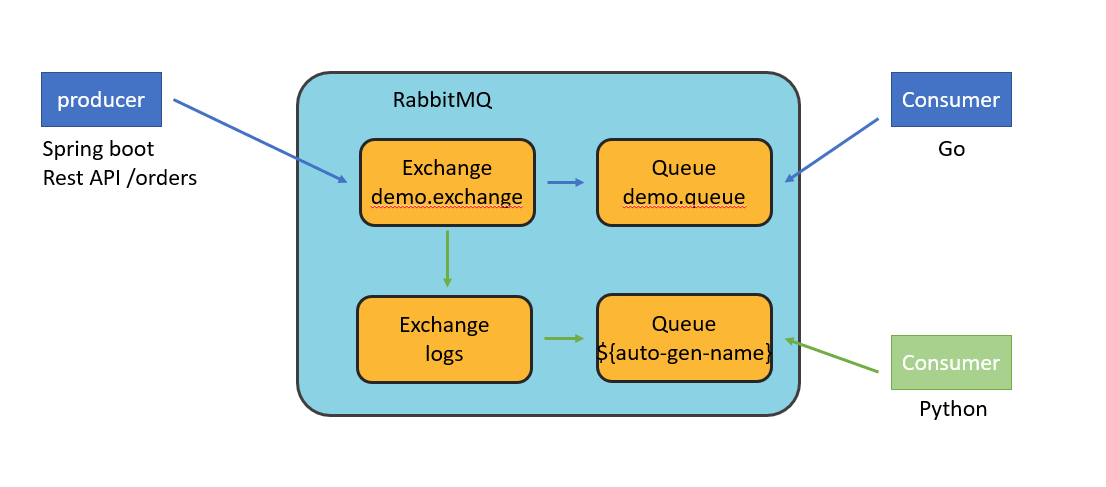 RabbitMQ
producer
Spring boot
Rest API /orders
Exchange
demo.exchange
Queue
demo.queue
Consumer
Go
Exchange
logs
Queue
${auto-gen-name}
Consumer
Python